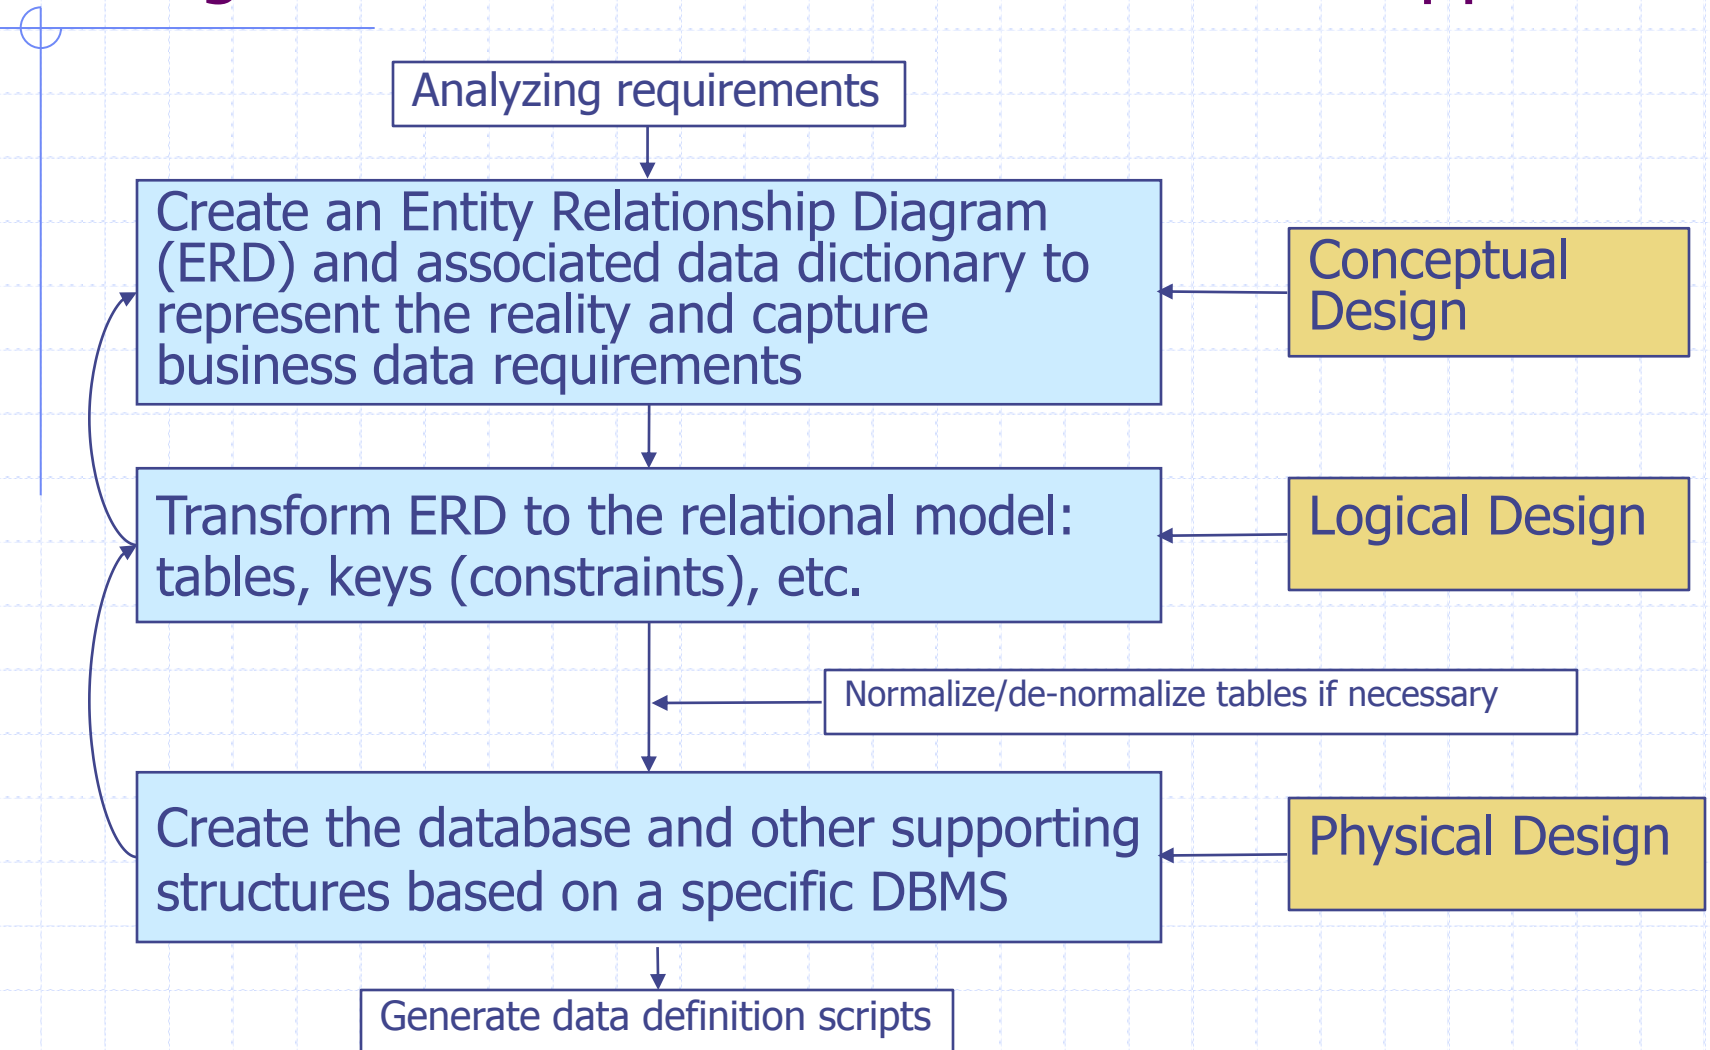 Analyzing requirements
Create an Entity Relationship Diagram
(ERD) and associated data dictionary to
represent the reality and capture
business data requirements
Conceptual
Design
Transform ERD to the relational model:
tables, keys (constraints), etc.
Logical Design
Normalize/de-normalize tables if necessary
Create the database and other supporting
structures based on a specific DBMS
Physical Design
Generate data definition scripts